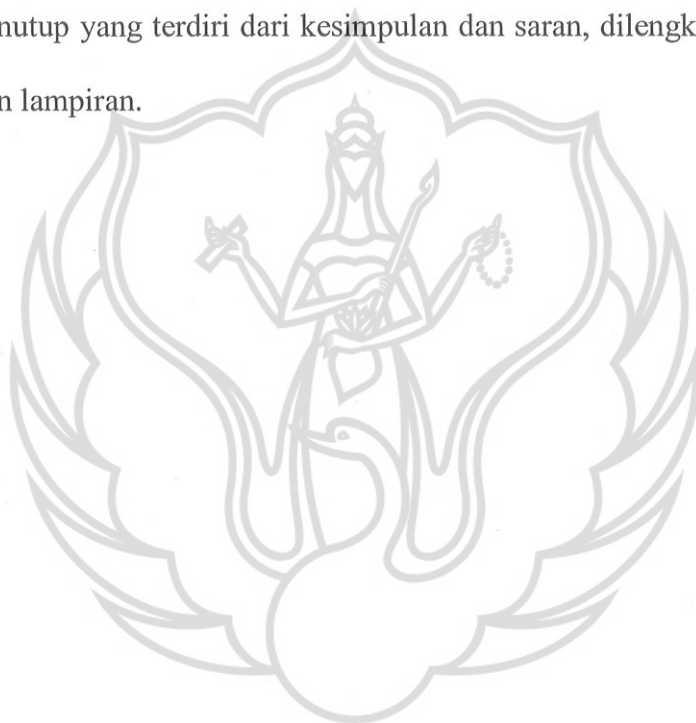 nutup yang terdiri dari kesimpulan dan saran, dilengk
n lampiran.